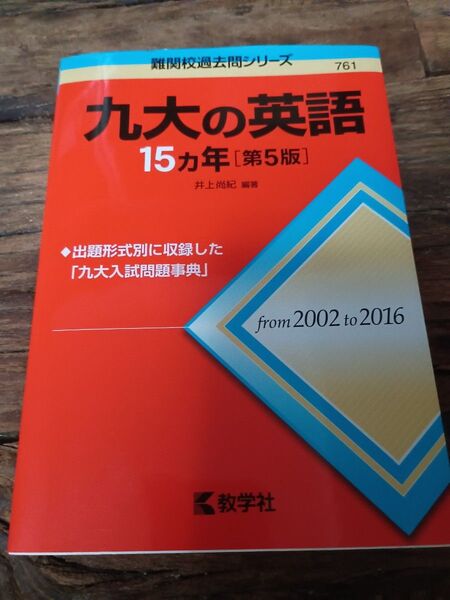 難関校過去問シリーズ
761
九大の英語
15カ年[第5版]
井上尚紀 編著
◆出題形式別に収録した
「九大入試問題事典」
from 2002 to 2016
教学社